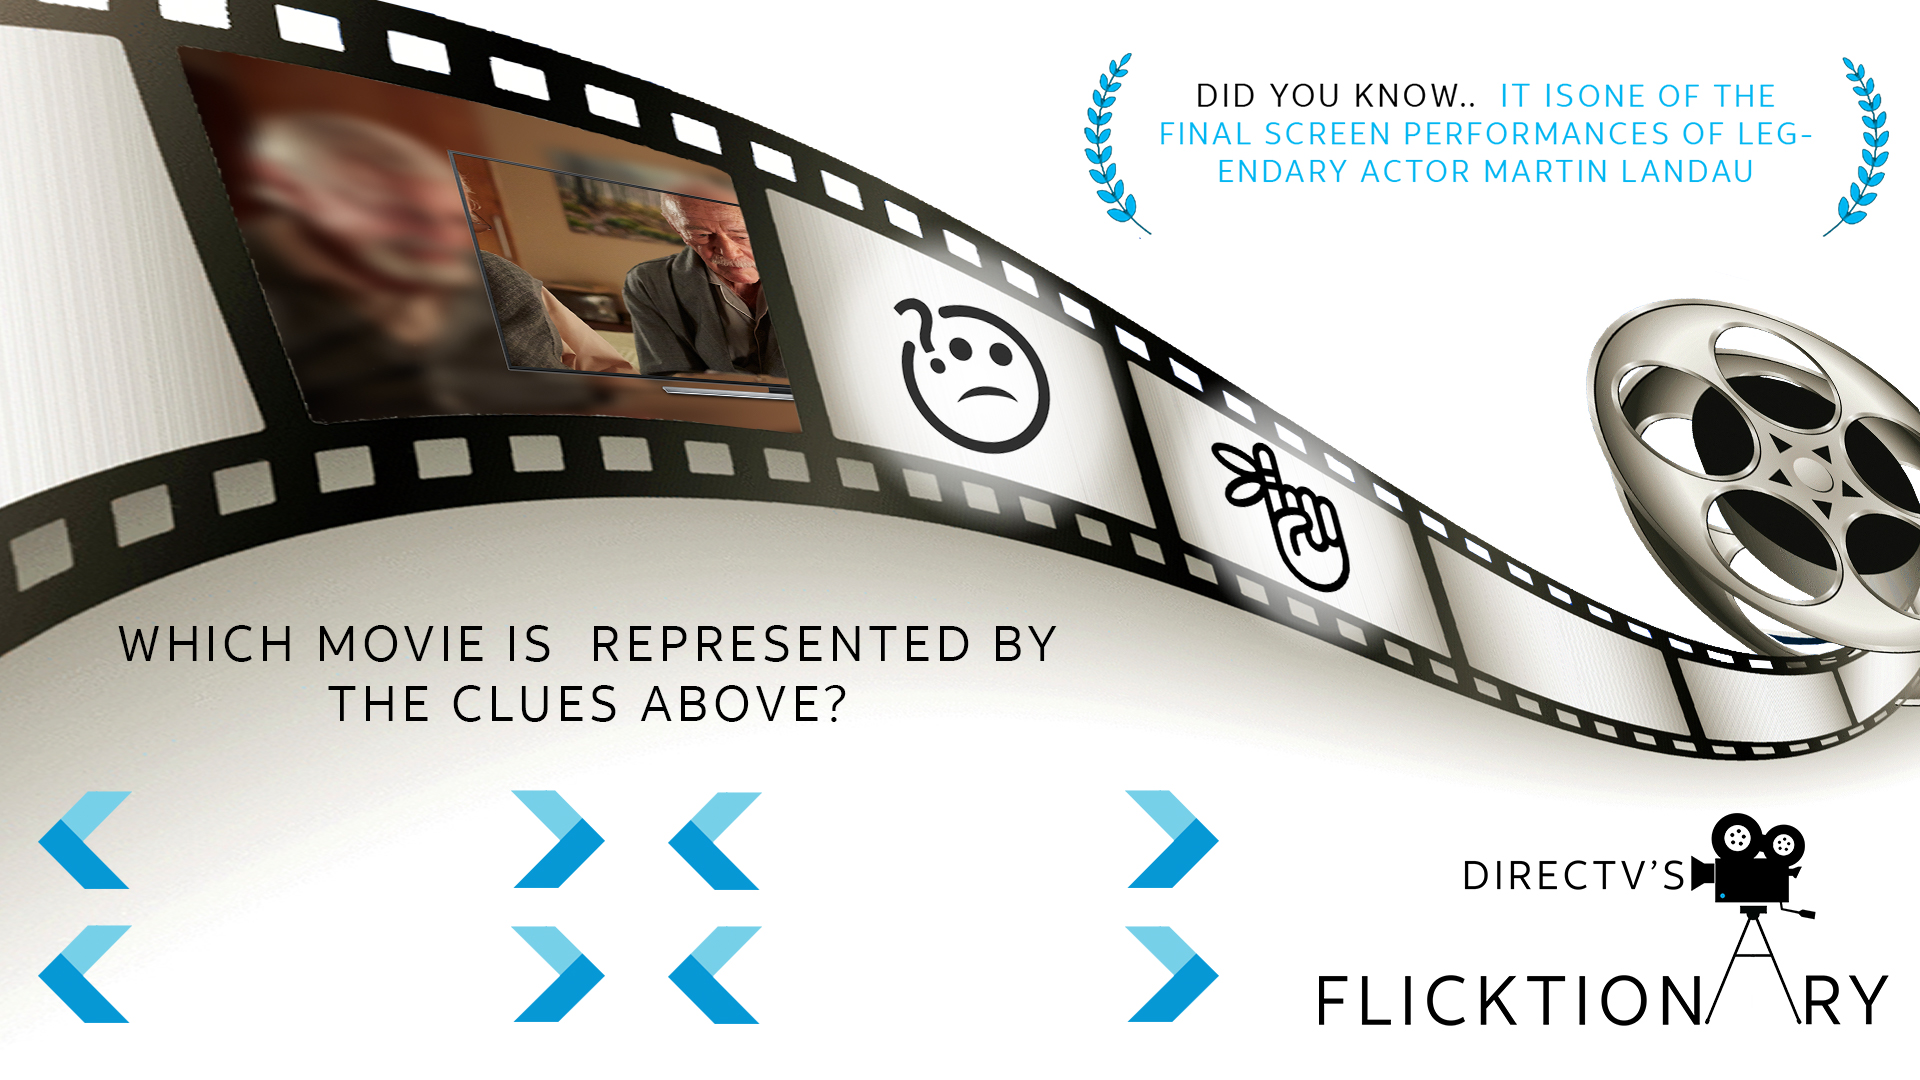 DID YOU KNOW..  IT ISONE OF THE
FINAL SCREEN PERFORMANCES OF LEG-
ENDARY ACTOR MARTIN LANDAU
WHICH MOVIE IS  REPRESENTED BY
THE CLUES ABOVE?
DIRECTV'S
FLICKTIONARY